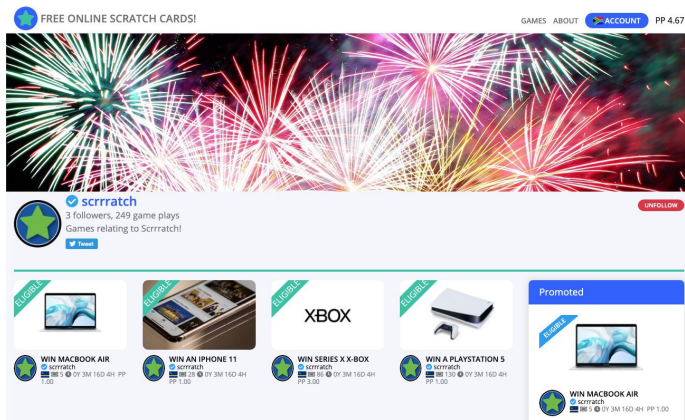 FREE ONLINE SCRATCH CARDS!
GAMES ABOUT ACCOUNT PP 4.67
scrrratch
3 followers, 249 game plays
Games relating to Scrrratch!
Tweet
UNFOLLOW
ELIGIBLE
WIN MACBOOK AIR
scrrratch
5 0Y 3M 16D 4H PP
1.00
ELIGIBLE
WIN AN IPHONE 11
scrrratch
28 0Y 3M 16D 4H
PP 1.00
ELIGIBLE
XBOX
WIN SERIES X X-BOX
scrrratch
86 0Y 3M 16D 4H
PP 3.00
ELIGIBLE
WIN A PLAYSTATION 5
scrrratch
130 0Y 3M 16D 4H
PP 1.00
Promoted
ELIGIBLE
WIN MACBOOK AIR
scrrratch
5 0Y 3M 16D 4H PP 1.00